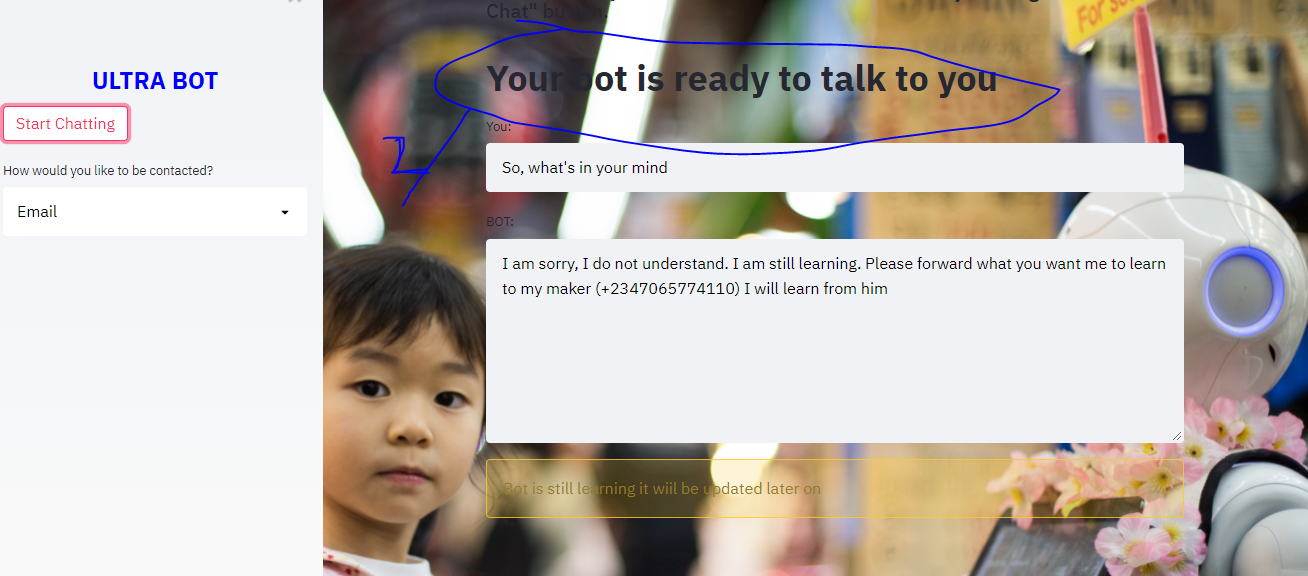 ULTRA BOT
Start Chatting
How would you like to be contacted?
Email
Chat" button.
Your bot is ready to talk to you
You:
So, what's in your mind
BOT:
I am sorry, I do not understand. I am still learning. Please forward what you want me to learn
to my maker (+2347065774110) I will learn from him
Bot is still learning it wiil be updated later on
For